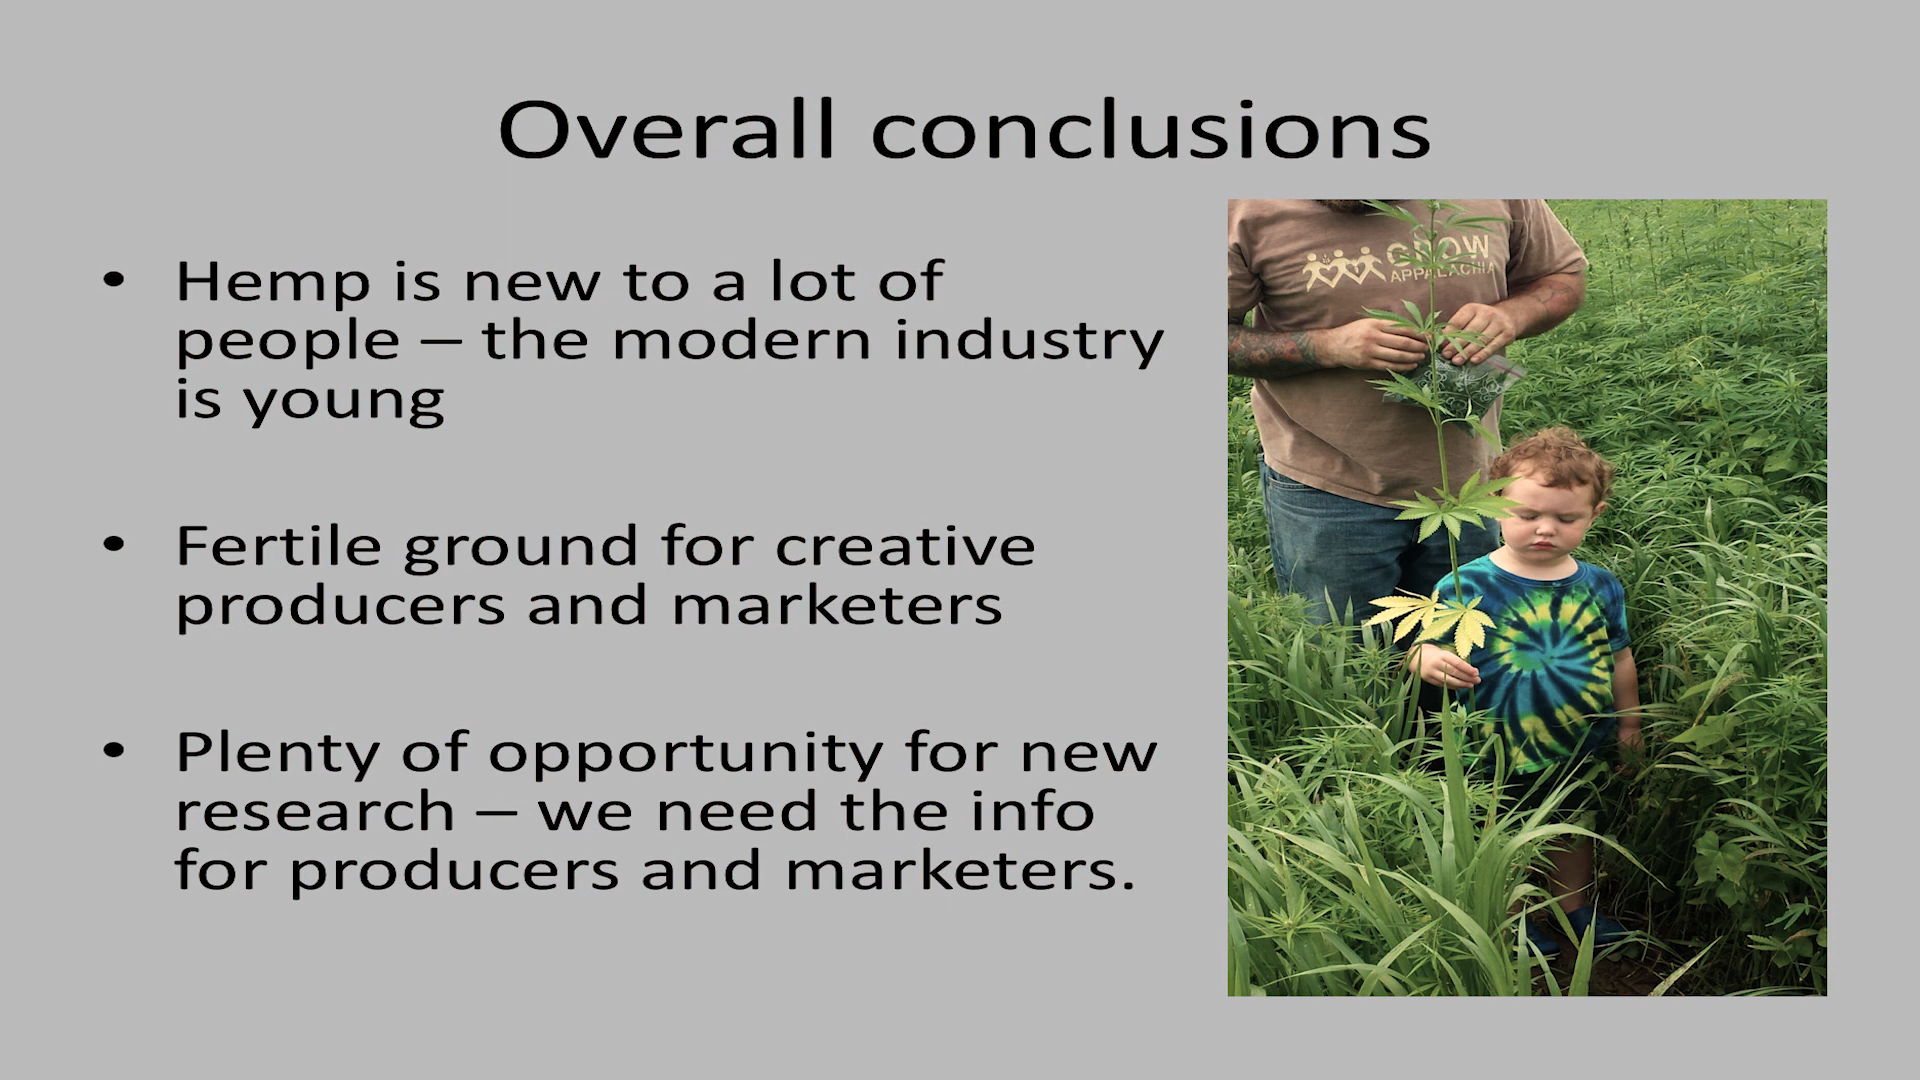 Overall conclusions
• Hemp is new to a lot of
people – the modern industry
is young
• Fertile ground for creative
producers and marketers
• Plenty of opportunity for new
research – we need the info
for producers and marketers.
GROW
APPALACHIA